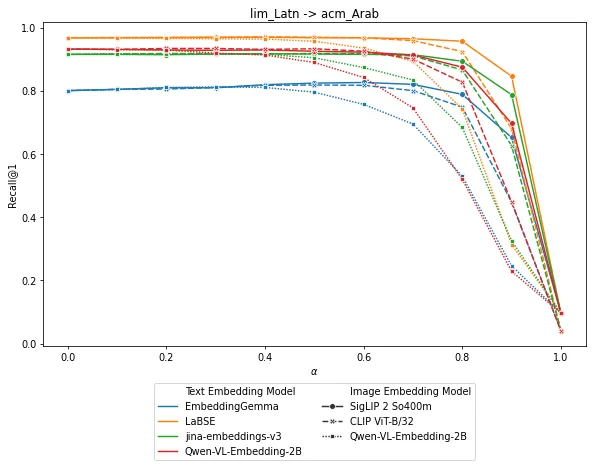 lim_Latn -> acm_Arab
1.0
0.8
0.6
0.4
0.2
0.0
Recall@1
0.0 0.2 0.4 0.6 0.8 1.0
α
Text Embedding Model Image Embedding Model
EmbeddingGemma SigLIP 2 So400m
LaBSE CLIP ViT-B/32
jina-embeddings-v3 Qwen-VL-Embedding-2B
Qwen-VL-Embedding-2B